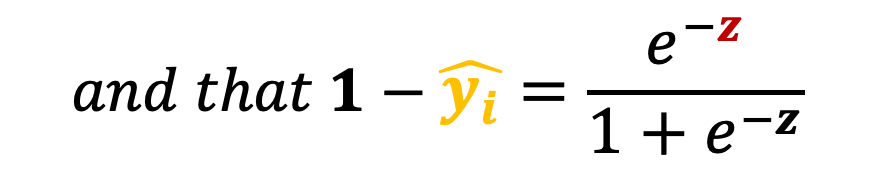 and that 1 − ŷᵢ = e^{−z} / (1 + e^{−z})